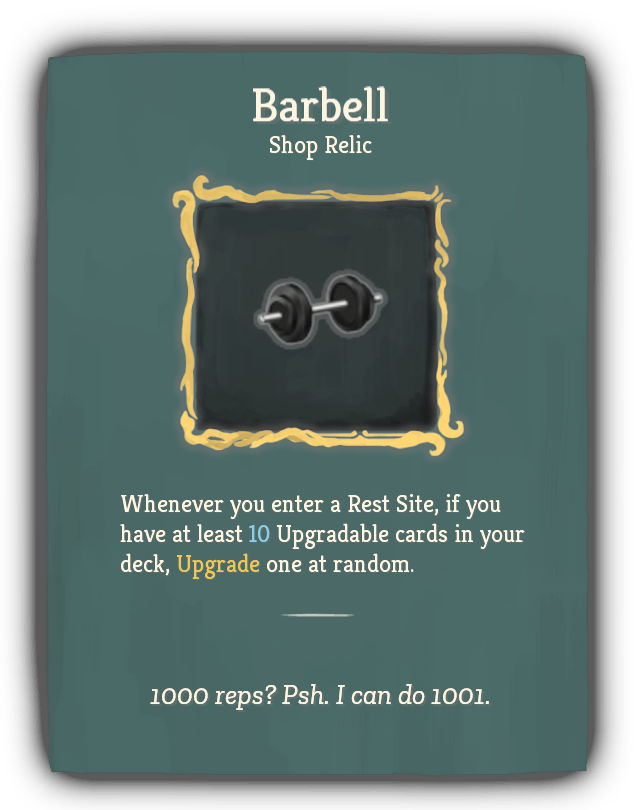 Barbell
Shop Relic
Whenever you enter a Rest Site, if you
have at least 10 Upgradable cards in your
deck, Upgrade one at random.
1000 reps? Psh. I can do 1001.